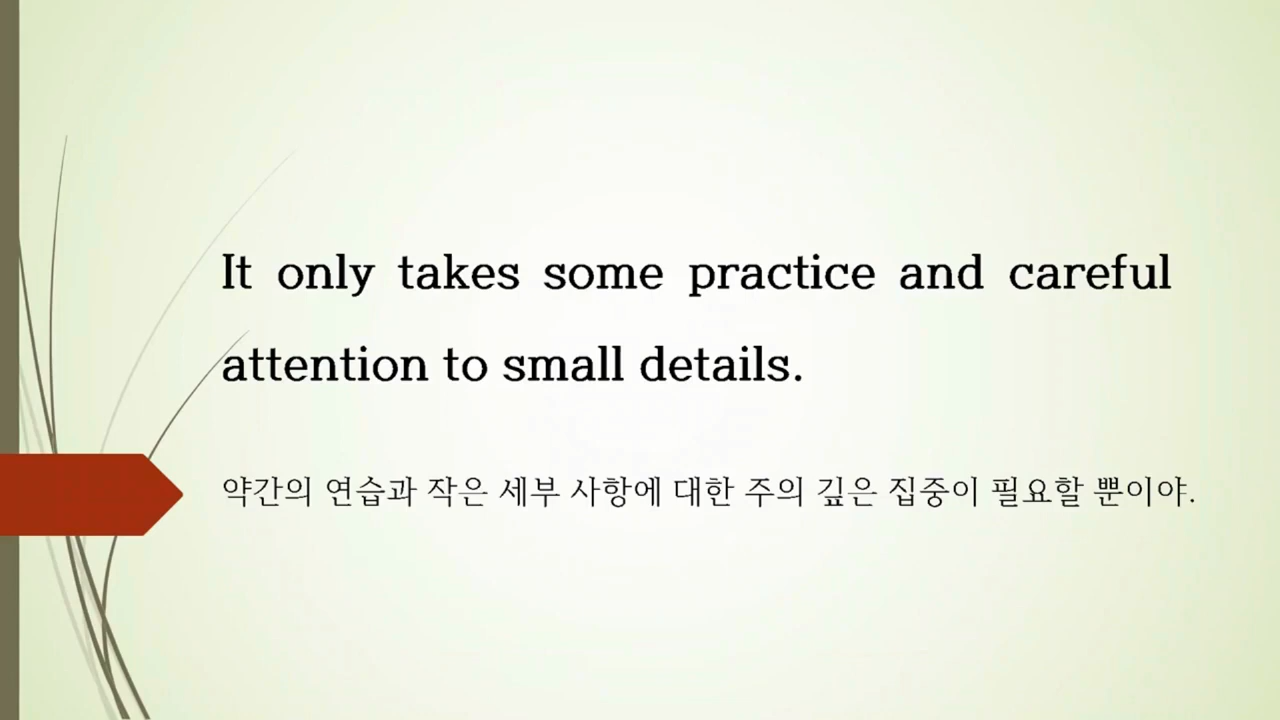 It only takes some practice and careful
attention to small details.
약간의 연습과 작은 세부 사항에 대한 주의 깊은 집중이 필요할 뿐이야.